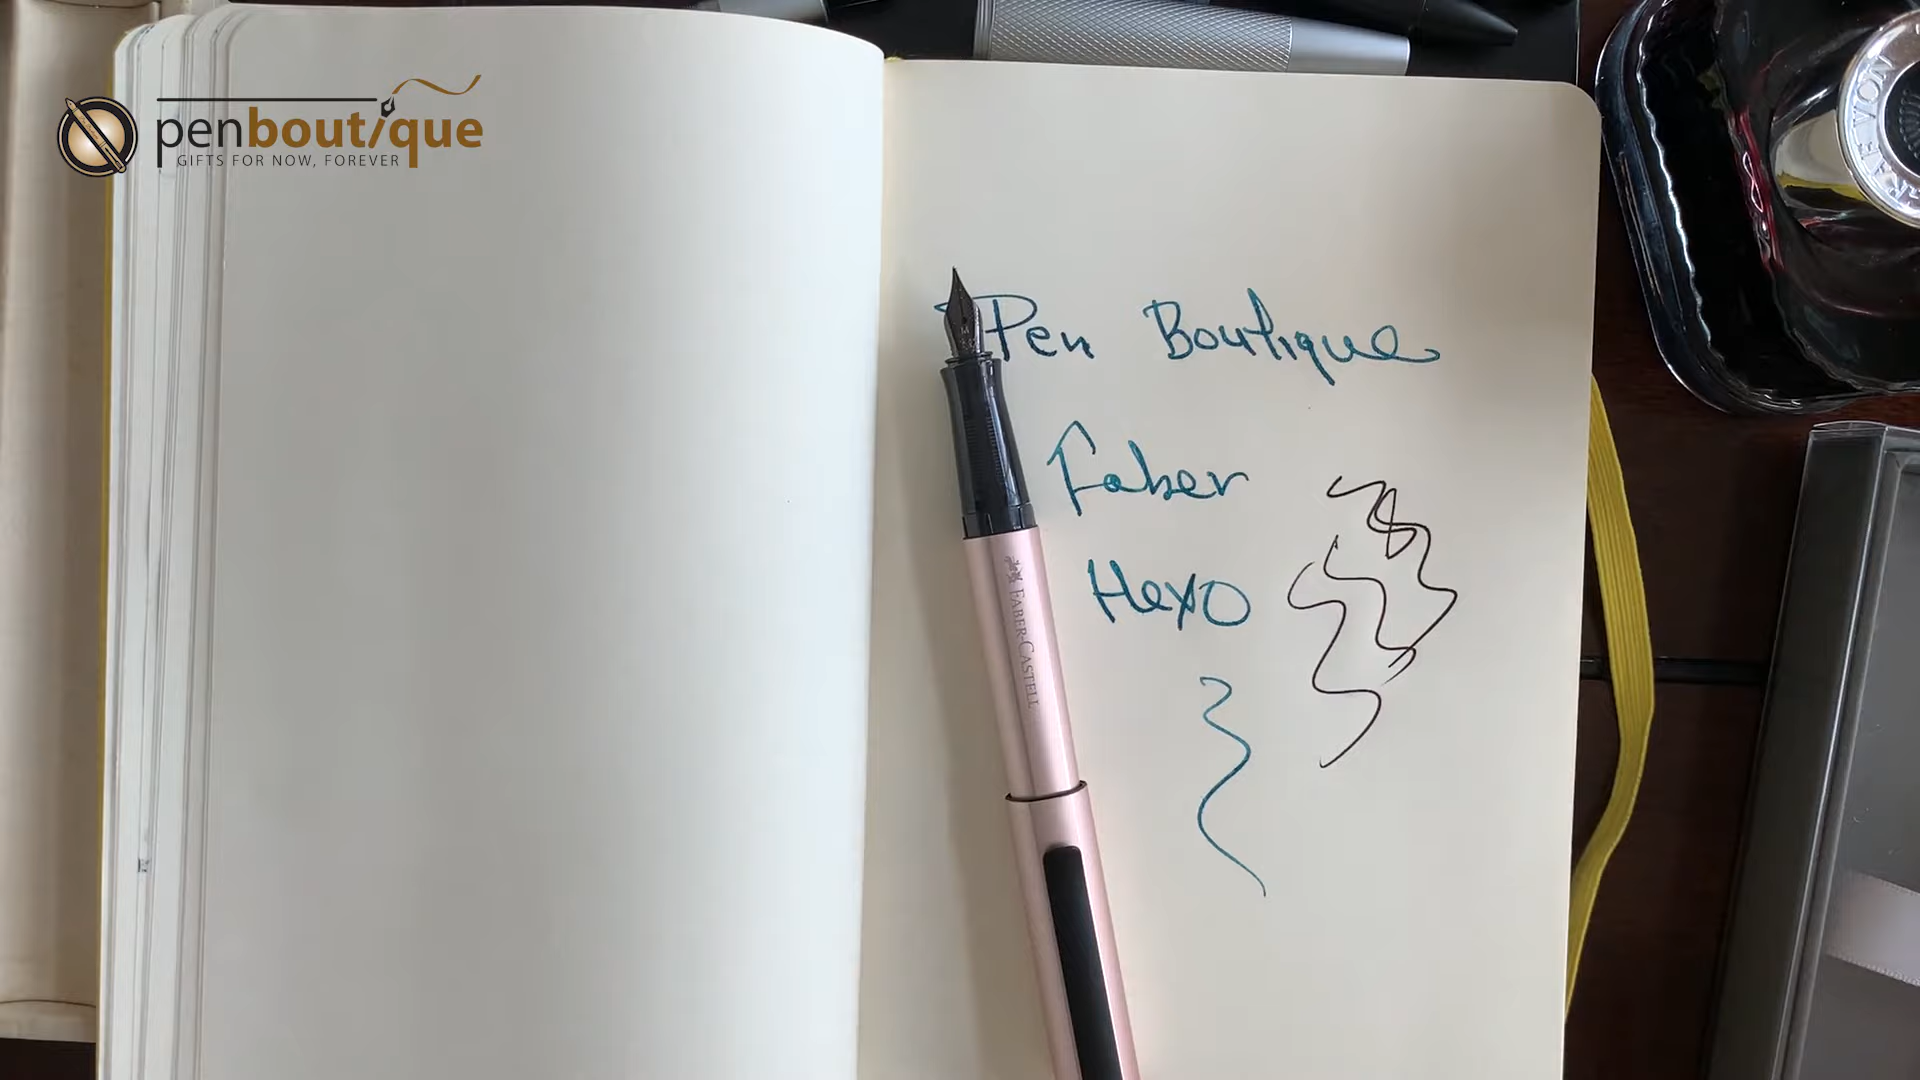 penboutique
GIFTS FOR NOW, FOREVER
Pen Boutique
Faber
Hexo
FABER-CASTELL